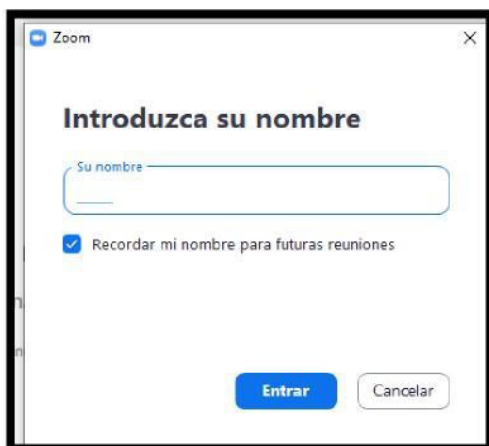 Zoom
Introduzca su nombre
Su nombre
Recordar mi nombre para futuras reuniones
Entrar Cancelar